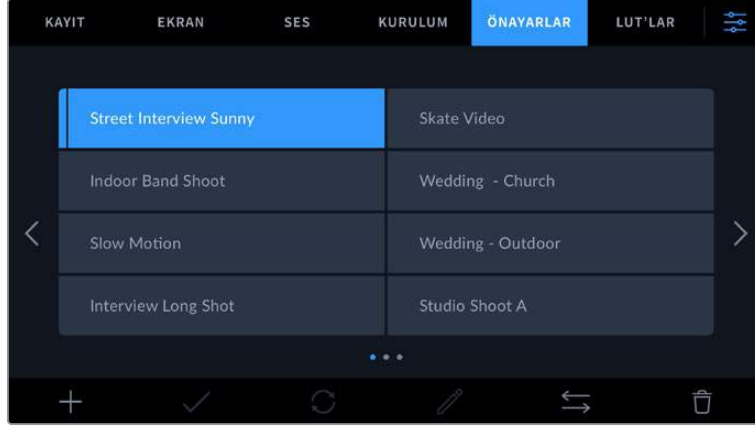 KAYIT EKRAN SES KURULUM ÖNAYARLAR LUT'LAR
Street Interview Sunny Skate Video
Indoor Band Shoot Wedding - Church
Slow Motion Wedding - Outdoor
Interview Long Shot Studio Shoot A